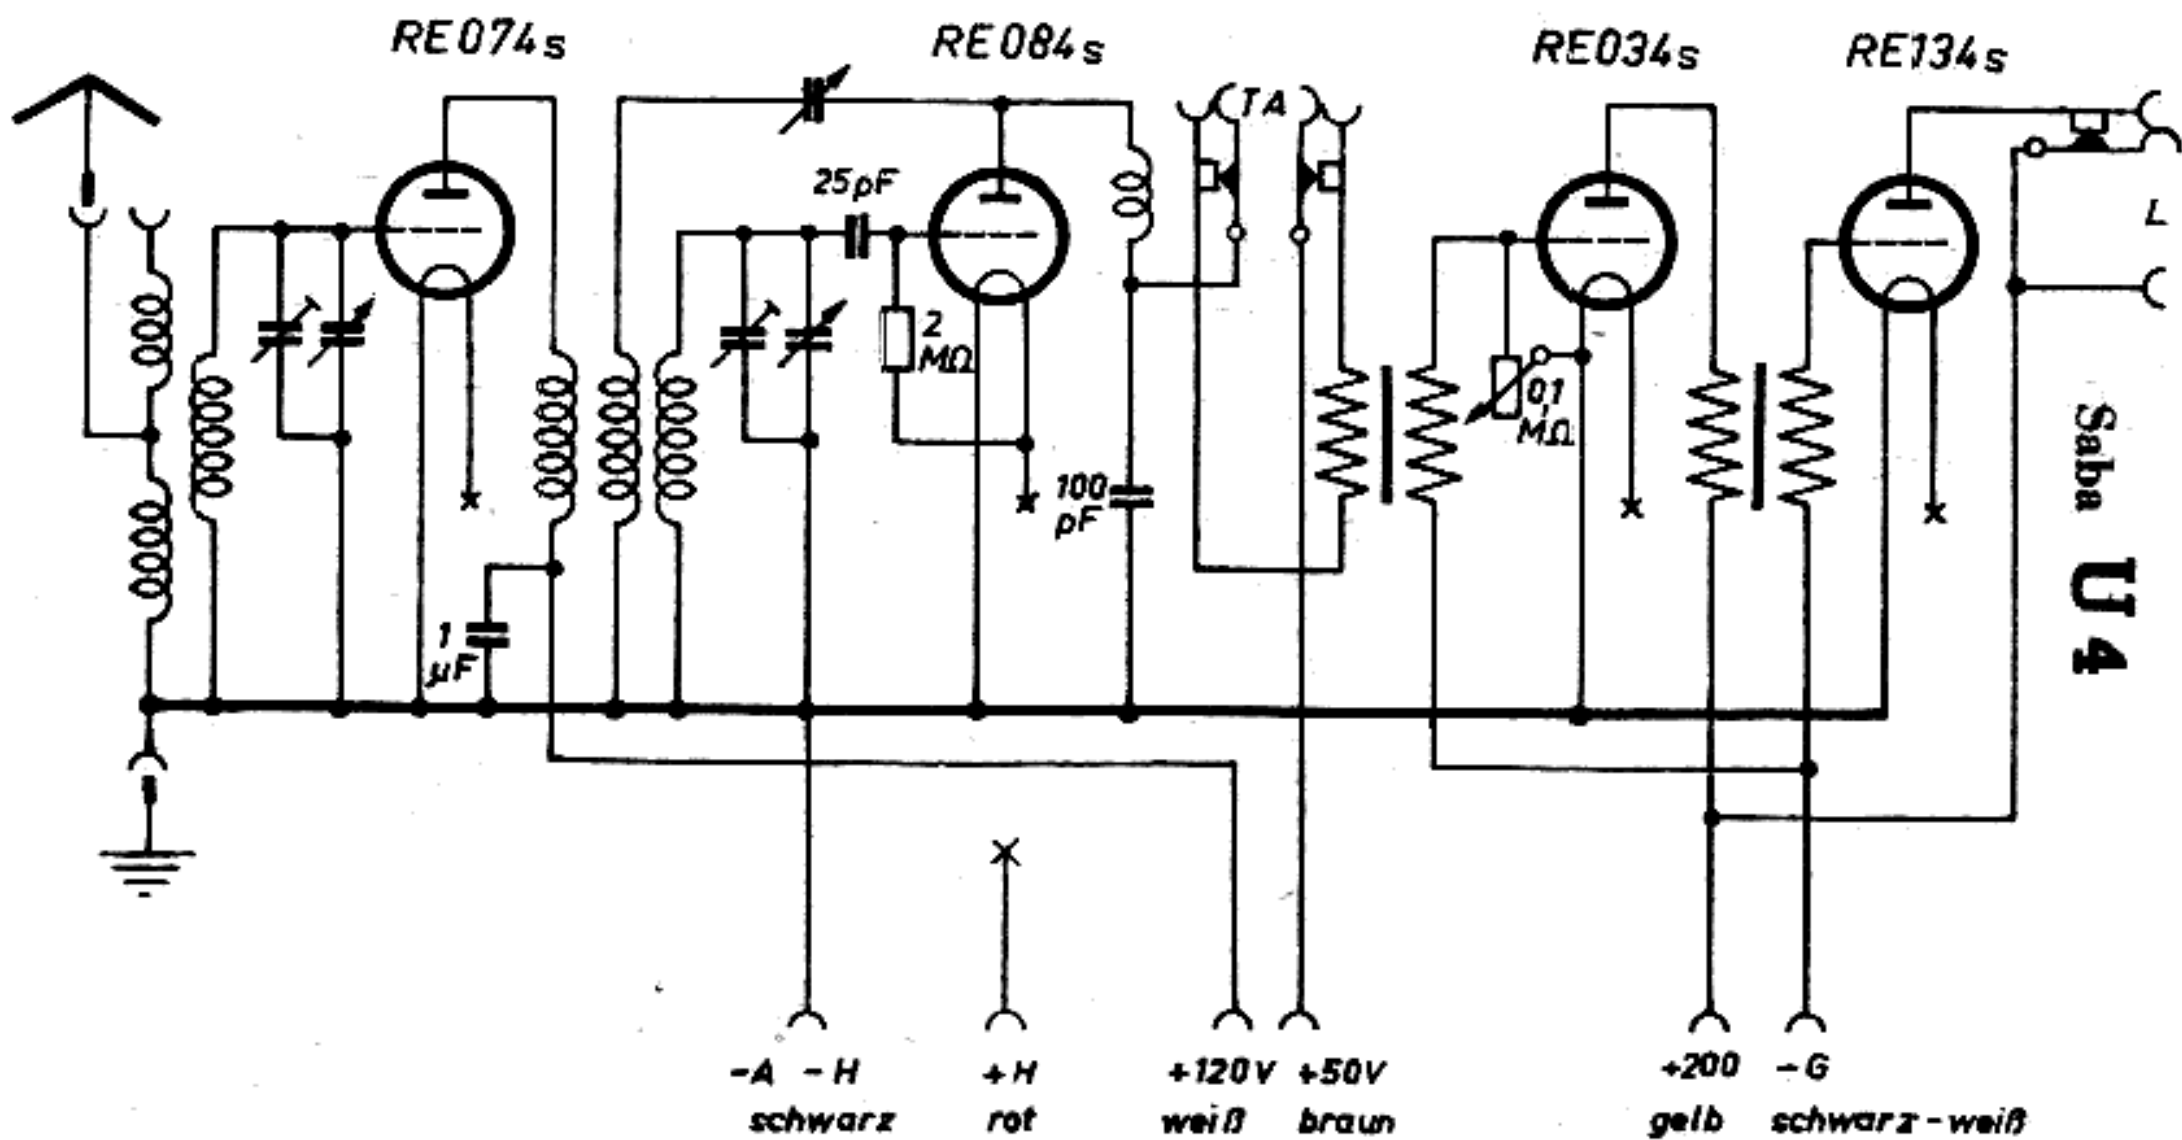 RE074s
RE084s
RE034s
RE134s
TA
25pF
L
2
MΩ
0,1
MΩ
100
pF
1
µF
Saba U4
-A -H
+H
+120V
+50V
+200
-G
schwarz
rot
weiß
braun
gelb
schwarz-weiß